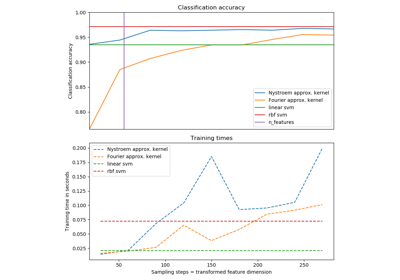 Classification accuracy
1.00
0.95
0.90
0.85
0.80
Classification accuracy
Nystroem approx. kernel
Fourier approx. kernel
linear svm
rbf svm
n_features
Training times
0.200
0.175
0.150
0.125
0.100
0.075
0.050
0.025
Training time in seconds
Nystroem approx. kernel
Fourier approx. kernel
linear svm
rbf svm
50 100 150 200 250
Sampling steps = transformed feature dimension